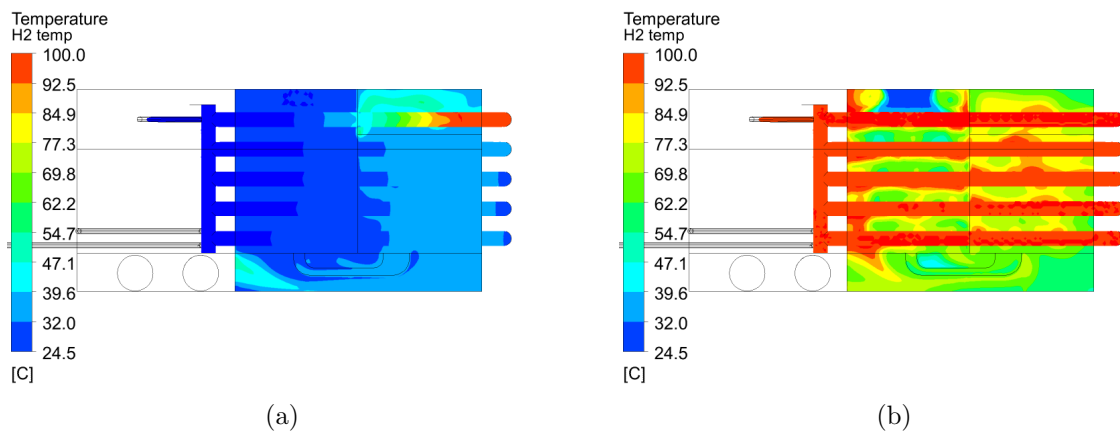 Temperature
H2 temp
100.0
92.5
84.9
77.3
69.8
62.2
54.7
47.1
39.6
32.0
24.5
[C]
(a)
Temperature
H2 temp
100.0
92.5
84.9
77.3
69.8
62.2
54.7
47.1
39.6
32.0
24.5
[C]
(b)